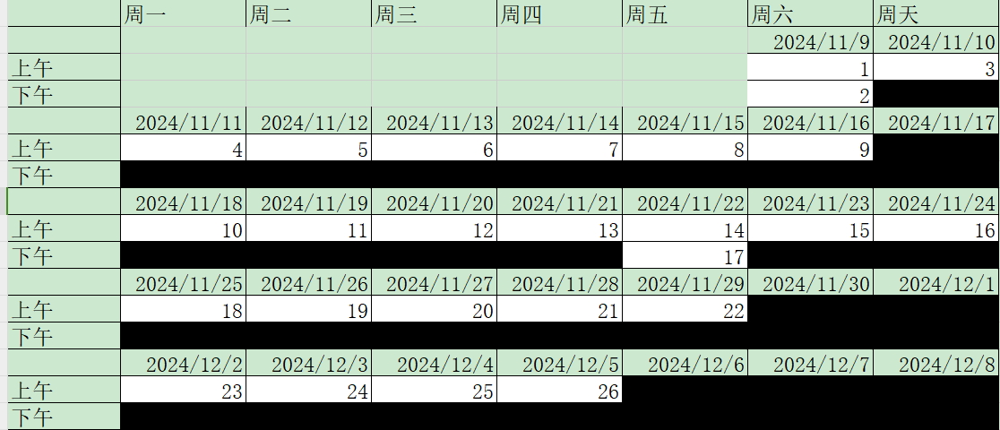 周一 周二 周三 周四 周五 周六 周天
2024/11/9 2024/11/10
上午 1 3
下午 2
2024/11/11 2024/11/12 2024/11/13 2024/11/14 2024/11/15 2024/11/16 2024/11/17
上午 4 5 6 7 8 9
下午
2024/11/18 2024/11/19 2024/11/20 2024/11/21 2024/11/22 2024/11/23 2024/11/24
上午 10 11 12 13 14 15 16
下午 17
2024/11/25 2024/11/26 2024/11/27 2024/11/28 2024/11/29 2024/11/30 2024/12/1
上午 18 19 20 21 22
下午
2024/12/2 2024/12/3 2024/12/4 2024/12/5 2024/12/6 2024/12/7 2024/12/8
上午 23 24 25 26
下午